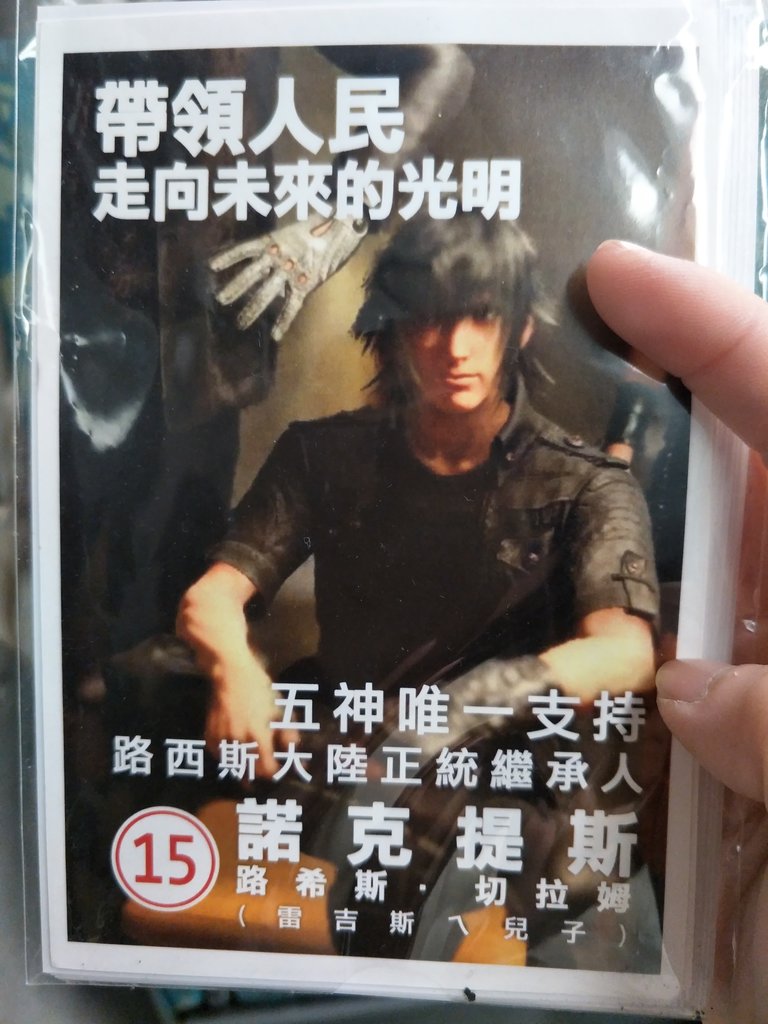 帶領人民
走向未來的光明
五神唯一支持
路西斯大陸正統繼承人
15
諾克提斯
路希斯·切拉姆
(雷吉斯ㄟ兒子)